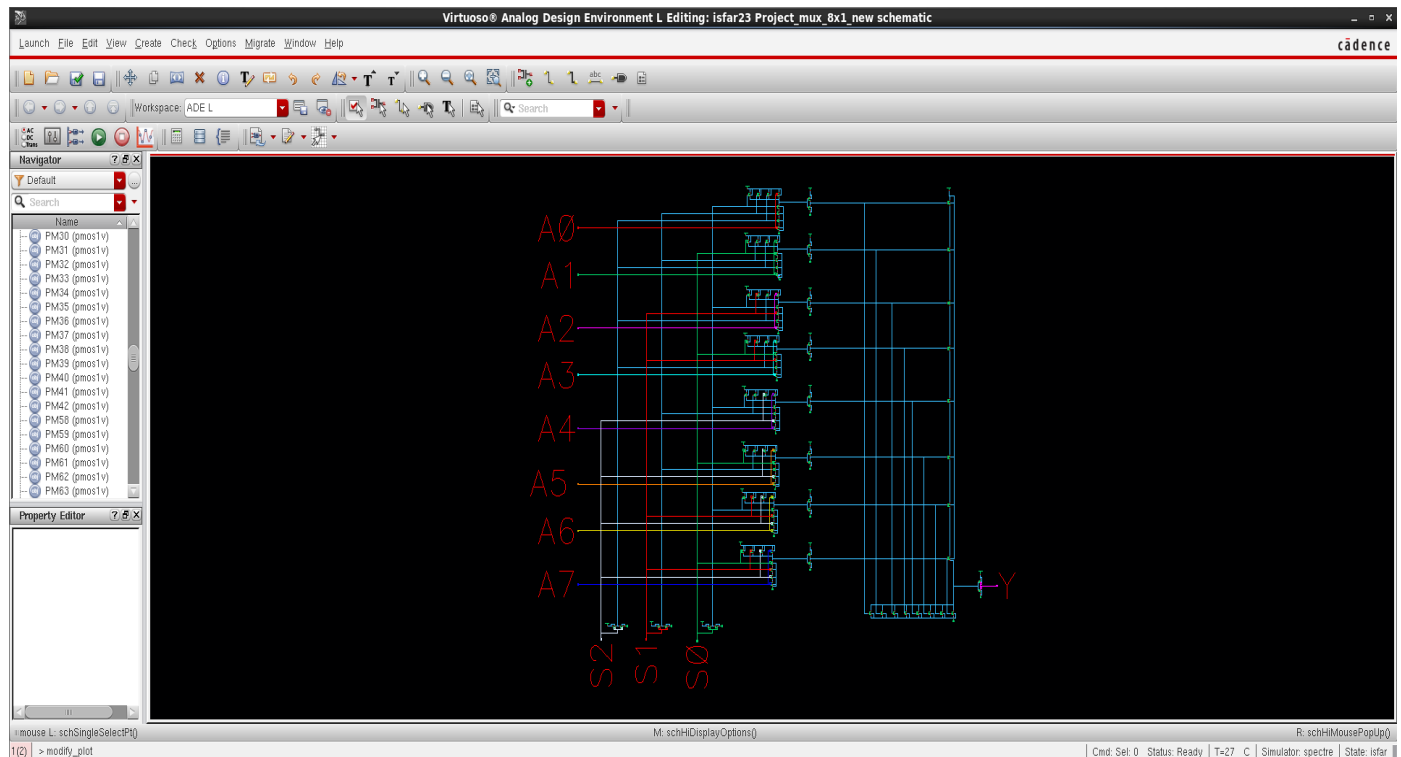 Virtuoso® Analog Design Environment L Editing: isfar23 Project_mux_8x1_new schematic
Launch File Edit View Create Check Options Migrate Window Help
cādence
abc
Workspace: ADE L
Search
AC
DC
Trans
Navigator
Default
Search
Name
PM30 (pmos1v)
PM31 (pmos1v)
PM32 (pmos1v)
PM33 (pmos1v)
PM34 (pmos1v)
PM35 (pmos1v)
PM36 (pmos1v)
PM37 (pmos1v)
PM38 (pmos1v)
PM39 (pmos1v)
PM40 (pmos1v)
PM41 (pmos1v)
PM42 (pmos1v)
PM58 (pmos1v)
PM59 (pmos1v)
PM60 (pmos1v)
PM61 (pmos1v)
PM62 (pmos1v)
PM63 (pmos1v)
Property Editor
A0
A1
A2
A3
A4
A5
A6
A7
Y
S2 S1 S0
mouse L: schSingleSelectPt() M: schHiDisplayOptions() R: schHiMousePopUp()
1(2) > modify_plot Cmd: Sel: 0 Status: Ready T=27 C Simulator: spectre State: isfar